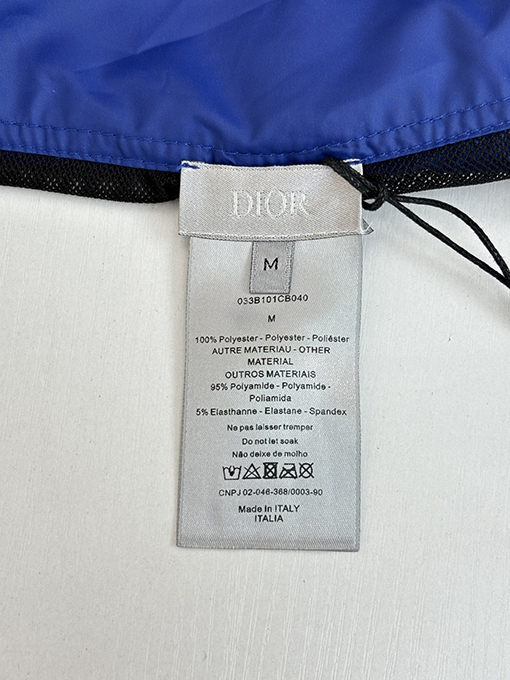 DIOR
M
033B101CB040
M
100% Polyester - Polyester - Poliéster
AUTRE MATERIAU - OTHER
MATERIAL
OUTROS MATERIAIS
95% Polyamide - Polyamide -
Poliamida
5% Elasthanne - Elastane - Spandex
Ne pas laisser tremper
Do not let soak
Não deixe de molho
CNPJ 02-046-368/0003-90
Made in ITALY
ITALIA